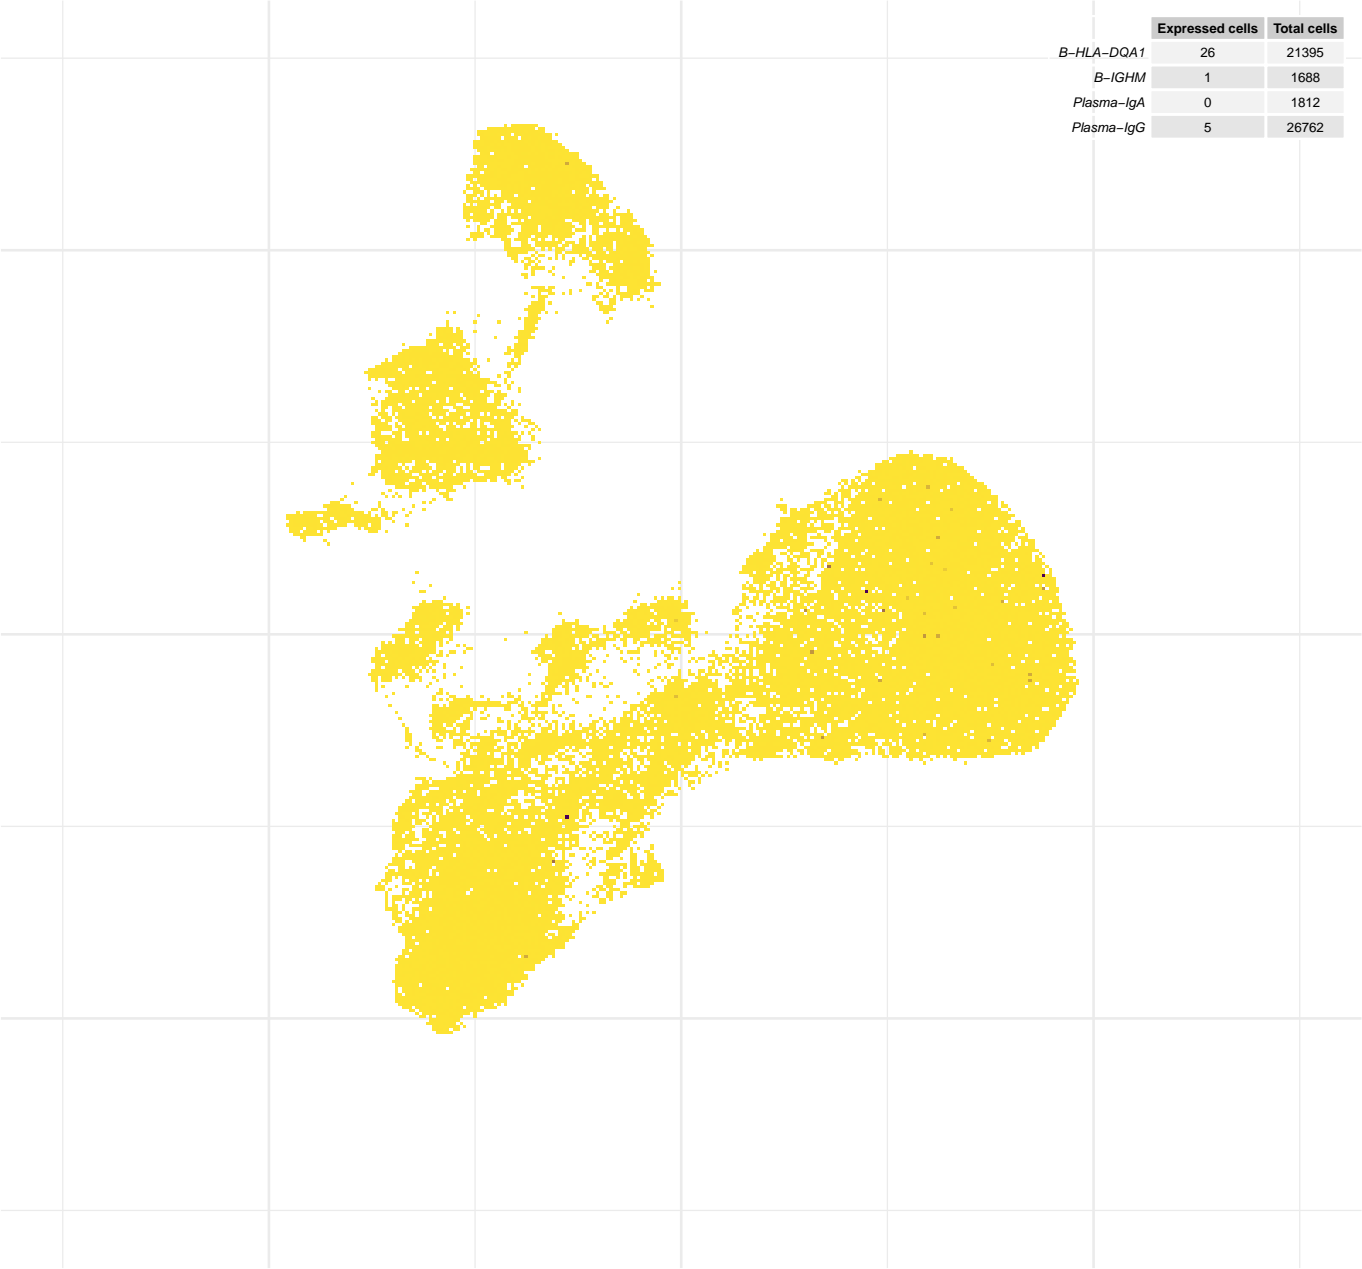 Expressed cells Total cells
B−HLA−DQA1 26 21395
B−IGHM 1 1688
Plasma−IgA 0 1812
Plasma−IgG 5 26762